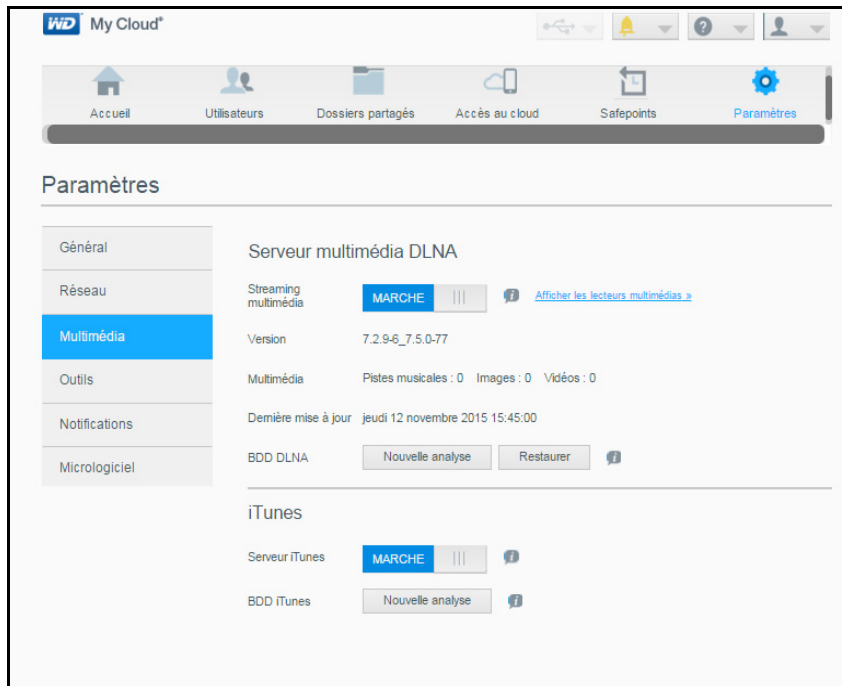 WD My Cloud®
Accueil Utilisateurs Dossiers partagés Accès au cloud Safepoints Paramètres
Paramètres
Général
Réseau
Multimédia
Outils
Notifications
Micrologiciel
Serveur multimédia DLNA
Streaming
multimédia
MARCHE
Afficher les lecteurs multimédias »
Version 7.2.9-6_7.5.0-77
Multimédia Pistes musicales : 0 Images : 0 Vidéos : 0
Dernière mise à jour jeudi 12 novembre 2015 15:45:00
BDD DLNA Nouvelle analyse Restaurer
iTunes
Serveur iTunes MARCHE
BDD iTunes Nouvelle analyse